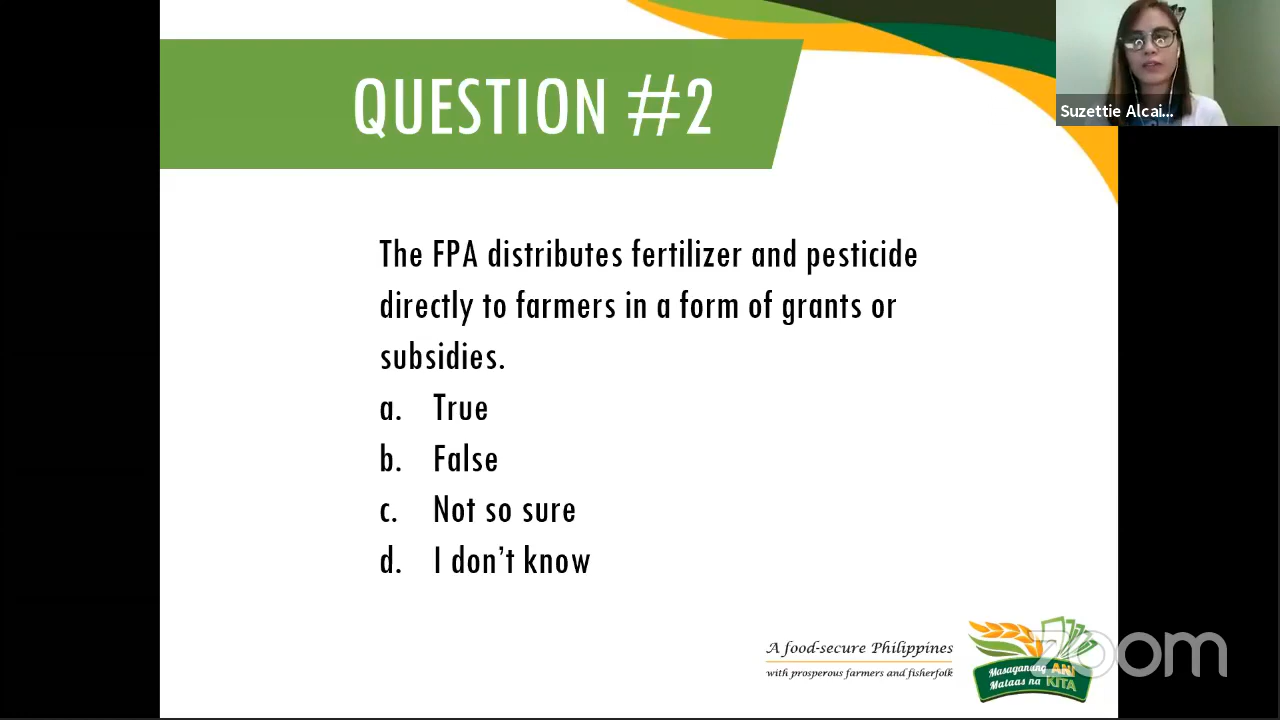 QUESTION #2
Suzettie Alcai...
The FPA distributes fertilizer and pesticide
directly to farmers in a form of grants or
subsidies.
a. True
b. False
c. Not so sure
d. I don't know
A food-secure Philippines
with prosperous farmers and fisherfolk
Masaganang ANI
Mataas na KITA
zoom